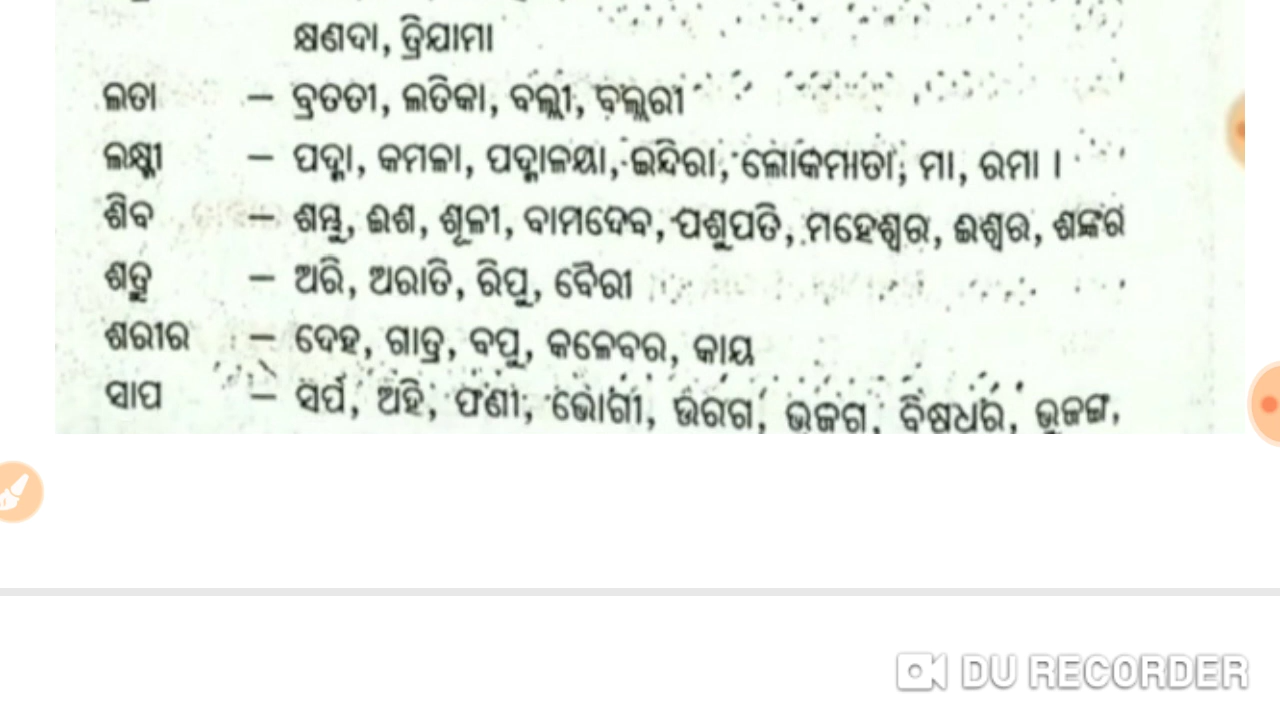 କ୍ଷଣଦା, ତ୍ରିଯାମା
ଲତା – ବ୍ରତତୀ, ଲତିକା, ବଲ୍ଲୀ, ବଲ୍ଲରୀ
ଲକ୍ଷ୍ମୀ – ପଦ୍ମା, କମଳା, ପଦ୍ମାଳୟା, ଇନ୍ଦିରା, ଲୋକମାତା, ମା, ରମା ।
ଶିବ – ଶମ୍ଭୁ, ଈଶ, ଶୂଳୀ, ବାମଦେବ, ପଶୁପତି, ମହେଶ୍ୱର, ଈଶ୍ୱର, ଶଙ୍କର
ଶତ୍ରୁ – ଅରି, ଅରାତି, ରିପୁ, ବୈରୀ
ଶରୀର – ଦେହ, ଗାତ୍ର, ବପୁ, କଳେବର, କାୟ
ସାପ – ସର୍ପ, ଅହି, ଫଣୀ, ଭୋଗୀ, ଉରଗ, ଭୁଜଗ, ବିଷଧର, ଭୁଜଙ୍ଗ,
DU RECORDER